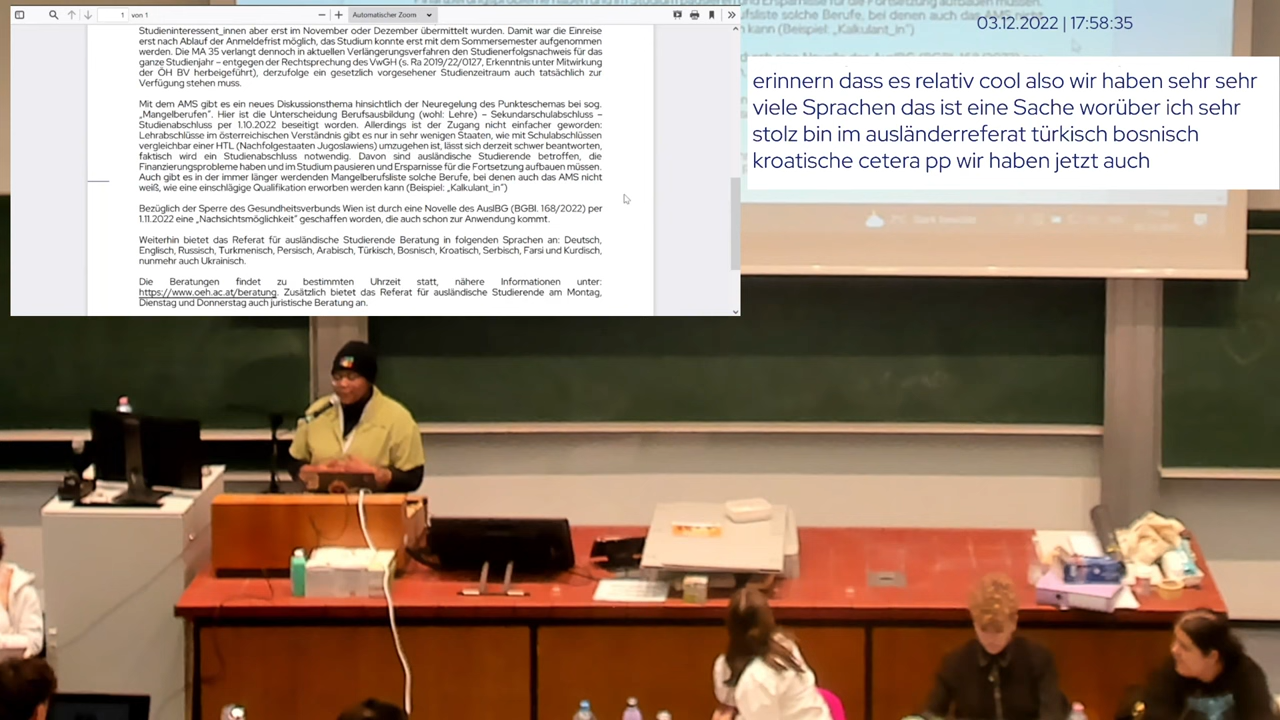 1 von 1
Automatischer Zoom
Studieninteressent_innen aber erst im November oder Dezember übermittelt wurden. Damit war die Einreise
erst nach Ablauf der Anmeldefrist möglich, das Studium konnte erst mit dem Sommersemester aufgenommen
werden. Die MA 35 verlangt dennoch in aktuellen Verlängerungsverfahren den Studienerfolgsnachweis für das
ganze Studienjahr – entgegen der Rechtsprechung des VwGH (s. Ra 2019/22/0127, Erkenntnis unter Mitwirkung
der ÖH BV herbeigeführt), derzufolge ein gesetzlich vorgesehener Studienzeitraum auch tatsächlich zur
Verfügung stehen muss.
Mit dem AMS gibt es ein neues Diskussionsthema hinsichtlich der Neuregelung des Punkteschemas bei sog.
„Mangelberufen“. Hier ist die Unterscheidung Berufsausbildung (wohl: Lehre) – Sekundarschulabschluss –
Studienabschluss per 1.10.2022 beseitigt worden. Allerdings ist der Zugang nicht einfacher geworden:
Lehrabschlüsse im österreichischen Verständnis gibt es nur in sehr wenigen Staaten, wie mit Schulabschlüssen
vergleichbar einer HTL (Nachfolgestaaten Jugoslawiens) umzugehen ist, lässt sich derzeit schwer beantworten,
faktisch wird ein Studienabschluss notwendig. Davon sind ausländische Studierende betroffen, die
Finanzierungsprobleme haben und im Studium pausieren und Ersparnisse für die Fortsetzung aufbauen müssen.
Auch gibt es in der immer länger werdenden Mangelberufsliste solche Berufe, bei denen auch das AMS nicht
weiß, wie eine einschlägige Qualifikation erworben werden kann (Beispiel: „Kalkulant_in“)
Bezüglich der Sperre des Gesundheitsverbunds Wien ist durch eine Novelle des AuslBG (BGBl. 168/2022) per
1.11.2022 eine „Nachsichtsmöglichkeit“ geschaffen worden, die auch schon zur Anwendung kommt.
Weiterhin bietet das Referat für ausländische Studierende Beratung in folgenden Sprachen an: Deutsch,
Englisch, Russisch, Turkmenisch, Persisch, Arabisch, Türkisch, Bosnisch, Kroatisch, Serbisch, Farsi und Kurdisch,
nunmehr auch Ukrainisch.
Die Beratungen findet zu bestimmten Uhrzeit statt, nähere Informationen unter:
https://www.oeh.ac.at/beratung. Zusätzlich bietet das Referat für ausländische Studierende am Montag,
Dienstag und Donnerstag auch juristische Beratung an.
03.12.2022 | 17:58:35
kann (Beispiel: „Kalkulant_in“)
erinnern dass es relativ cool also wir haben sehr sehr
viele Sprachen das ist eine Sache worüber ich sehr
stolz bin im ausländerreferat türkisch bosnisch
kroatische cetera pp wir haben jetzt auch